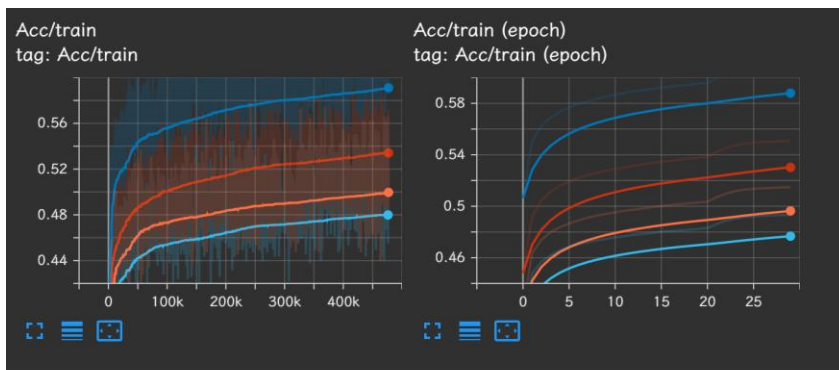 Acc/train
tag: Acc/train
0.56
0.52
0.48
0.44
0 100k 200k 300k 400k
Acc/train (epoch)
tag: Acc/train (epoch)
0.58
0.54
0.5
0.46
0 5 10 15 20 25